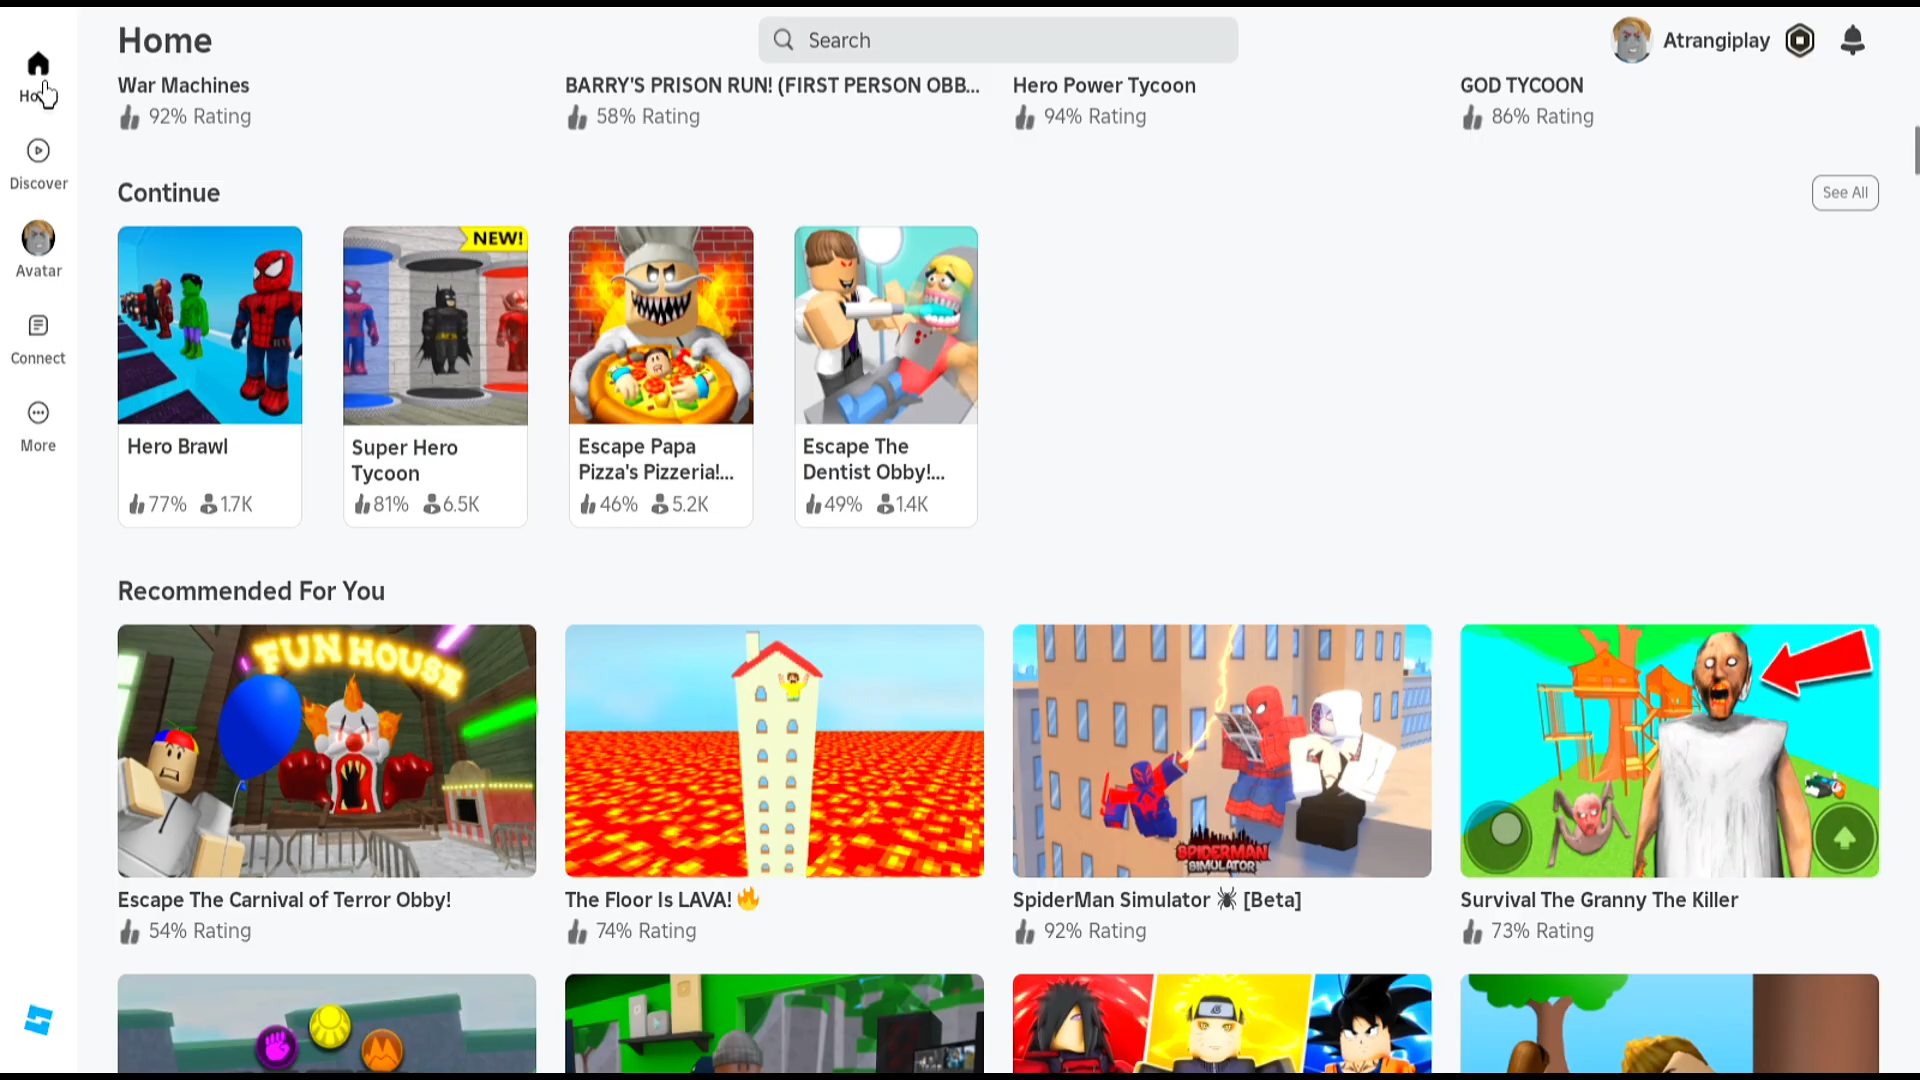 Home
Search
Atrangiplay
War Machines
BARRY'S PRISON RUN! (FIRST PERSON OBB...
Hero Power Tycoon
GOD TYCOON
92% Rating
58% Rating
94% Rating
86% Rating
Discover
Avatar
Connect
More
Continue
See All
NEW!
Hero Brawl
Super Hero
Tycoon
Escape Papa
Pizza's Pizzeria!...
Escape The
Dentist Obby!...
77% 1.7K
81% 6.5K
46% 5.2K
49% 1.4K
Recommended For You
FUN HOUSE
SPIDERMAN
SIMULATOR
Escape The Carnival of Terror Obby!
The Floor Is LAVA! 🔥
SpiderMan Simulator 🕷 [Beta]
Survival The Granny The Killer
54% Rating
74% Rating
92% Rating
73% Rating